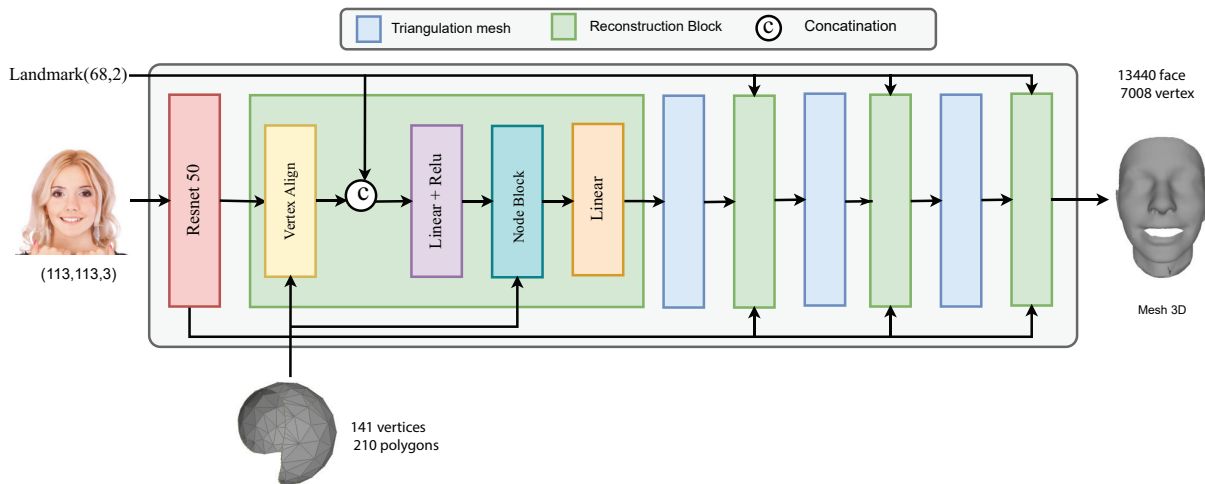 Triangulation mesh
Reconstruction Block
C
Concatination
Landmark(68,2)
13440 face
7008 vertex
Resnet 50
Vertex Align
C
Linear + Relu
Node Block
Linear
(113,113,3)
Mesh 3D
141 vertices
210 polygons